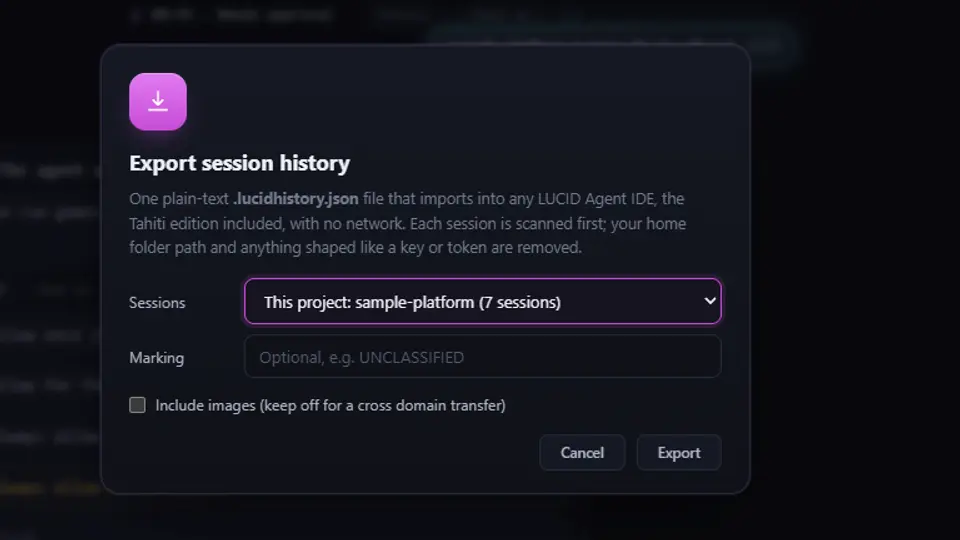 Export session history
One plain-text .lucidhistory.json file that imports into any LUCID Agent IDE, the
Tahiti edition included, with no network. Each session is scanned first; your home
folder path and anything shaped like a key or token are removed.
Sessions
This project: sample-platform (7 sessions)
Marking
Optional, e.g. UNCLASSIFIED
Include images (keep off for a cross domain transfer)
Cancel
Export